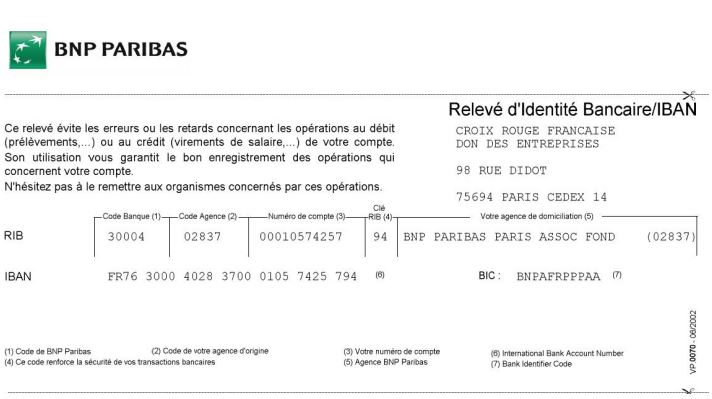 BNP PARIBAS
Relevé d'Identité Bancaire/IBAN
Ce relevé évite les erreurs ou les retards concernant les opérations au débit
(prélèvements,...) ou au crédit (virements de salaire,...) de votre compte.
Son utilisation vous garantit le bon enregistrement des opérations qui
concernent votre compte.
N'hésitez pas à le remettre aux organismes concernés par ces opérations.
CROIX ROUGE FRANCAISE
DON DES ENTREPRISES
98 RUE DIDOT
75694 PARIS CEDEX 14
Code Banque (1) Code Agence (2) Numéro de compte (3) Clé RIB (4) Votre agence de domiciliation (5)
RIB 30004 02837 00010574257 94 BNP PARIBAS PARIS ASSOC FOND (02837)
IBAN FR76 3000 4028 3700 0105 7425 794 (6) BIC : BNPAFRPPPAA (7)
(1) Code de BNP Paribas (2) Code de votre agence d'origine (3) Votre numéro de compte (6) International Bank Account Number
(4) Ce code renforce la sécurité de vos transactions bancaires (5) Agence BNP Paribas (7) Bank Identifier Code
VP.0070 - 06/2002